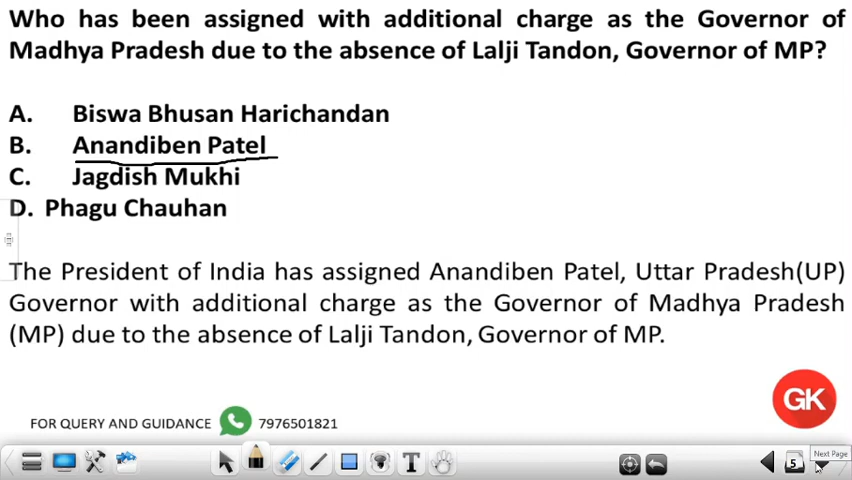 Who has been assigned with additional charge as the Governor of
Madhya Pradesh due to the absence of Lalji Tandon, Governor of MP?
A. Biswa Bhusan Harichandan
B. Anandiben Patel
C. Jagdish Mukhi
D. Phagu Chauhan
The President of India has assigned Anandiben Patel, Uttar Pradesh(UP)
Governor with additional charge as the Governor of Madhya Pradesh
(MP) due to the absence of Lalji Tandon, Governor of MP.
GK
FOR QUERY AND GUIDANCE 7976501821
Next Page
T
5